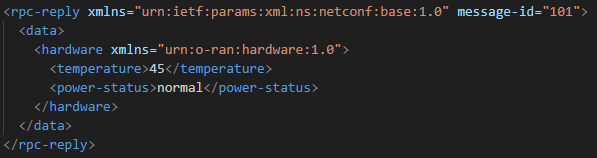 <rpc-reply xmlns="urn:ietf:params:xml:ns:netconf:base:1.0" message-id="101">
  <data>
    <hardware xmlns="urn:o-ran:hardware:1.0">
      <temperature>45</temperature>
      <power-status>normal</power-status>
    </hardware>
  </data>
</rpc-reply>